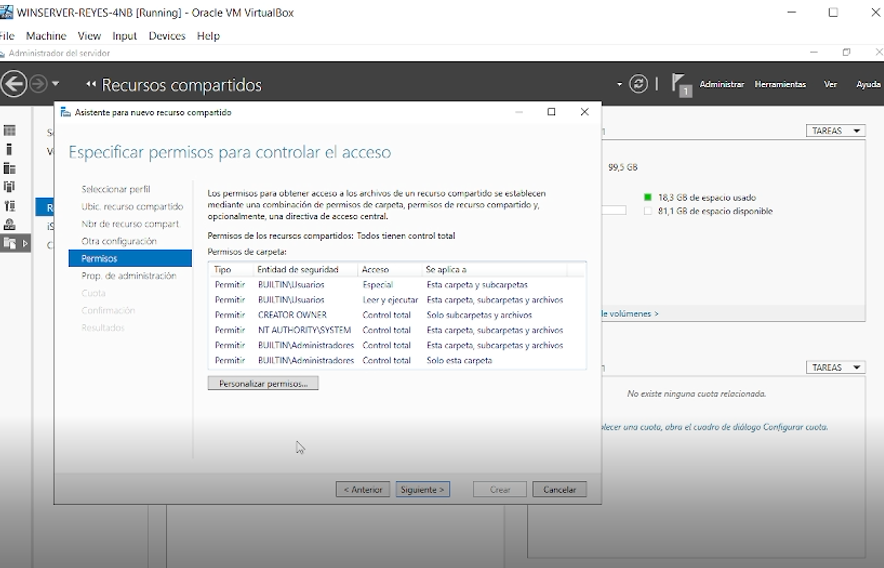 WINSERVER-REYES-4NB [Running] - Oracle VM VirtualBox
File Machine View Input Devices Help
Administrador del servidor
Recursos compartidos
1 Administrar Herramientas Ver Ayuda
Asistente para nuevo recurso compartido
Especificar permisos para controlar el acceso
Seleccionar perfil
Ubic. recurso compartido
Nbr de recurso compart
Otra configuración
Permisos
Prop. de administración
Cuota
Confirmación
Resultados
Los permisos para obtener acceso a los archivos de un recurso compartido se establecen
mediante una combinación de permisos de carpeta, permisos de recurso compartido y,
opcionalmente, una directiva de acceso central.
Permisos de los recursos compartidos: Todos tienen control total
Permisos de carpeta:
Tipo Entidad de seguridad Acceso Se aplica a
Permitir BUILTIN\Usuarios Especial Esta carpeta y subcarpetas
Permitir BUILTIN\Usuarios Leer y ejecutar Esta carpeta, subcarpetas y archivos
Permitir CREATOR OWNER Control total Solo subcarpetas y archivos
Permitir NT AUTHORITY\SYSTEM Control total Esta carpeta, subcarpetas y archivos
Permitir BUILTIN\Administradores Control total Esta carpeta, subcarpetas y archivos
Permitir BUILTIN\Administradores Control total Solo esta carpeta
Personalizar permisos...
< Anterior Siguiente > Crear Cancelar
TAREAS
99,5 GB
18,3 GB de espacio usado
81,1 GB de espacio disponible
de volúmenes >
TAREAS
No existe ninguna cuota relacionada.
una cuota, abra el cuadro de diálogo Configurar cuota.